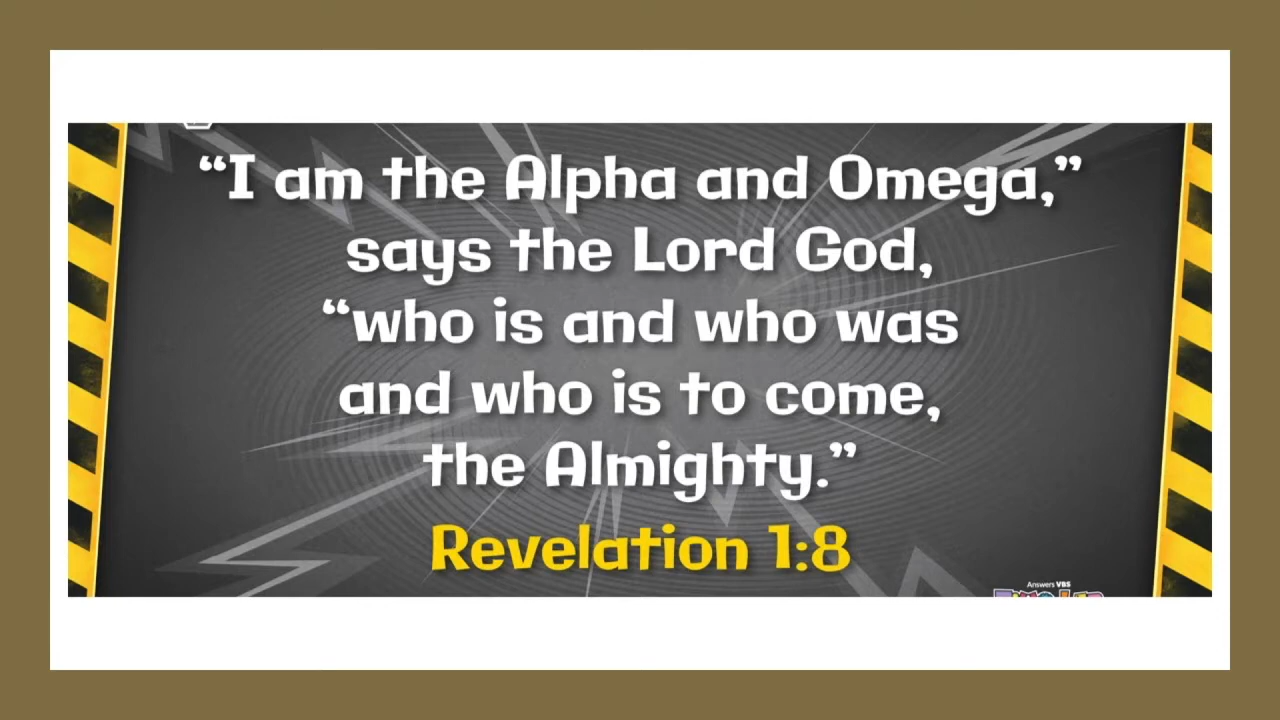 “I am the Alpha and Omega,”
says the Lord God,
“who is and who was
and who is to come,
the Almighty.”
Revelation 1:8
Answers VBS